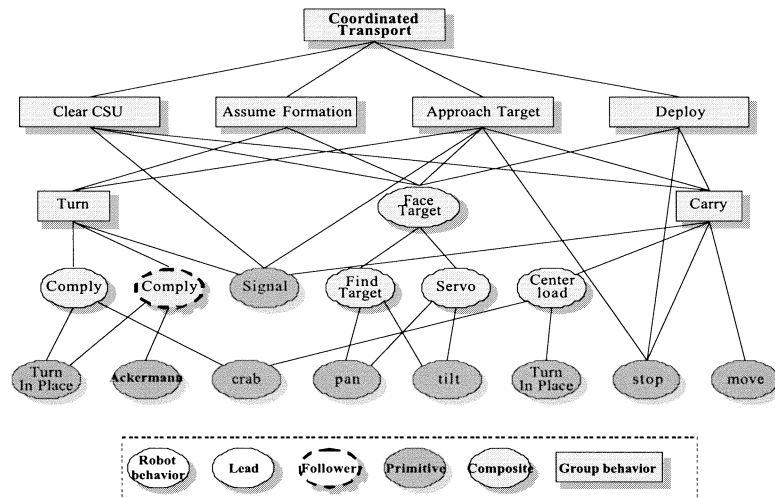 Coordinated
Transport
Clear CSU
Assume Formation
Approach Target
Deploy
Turn
Face
Target
Carry
Comply
Comply
Signal
Find
Target
Servo
Center
load
Turn
In Place
Ackermann
crab
pan
tilt
Turn
In Place
stop
move
Robot
behavior
Lead
Follower
Primitive
Composite
Group behavior